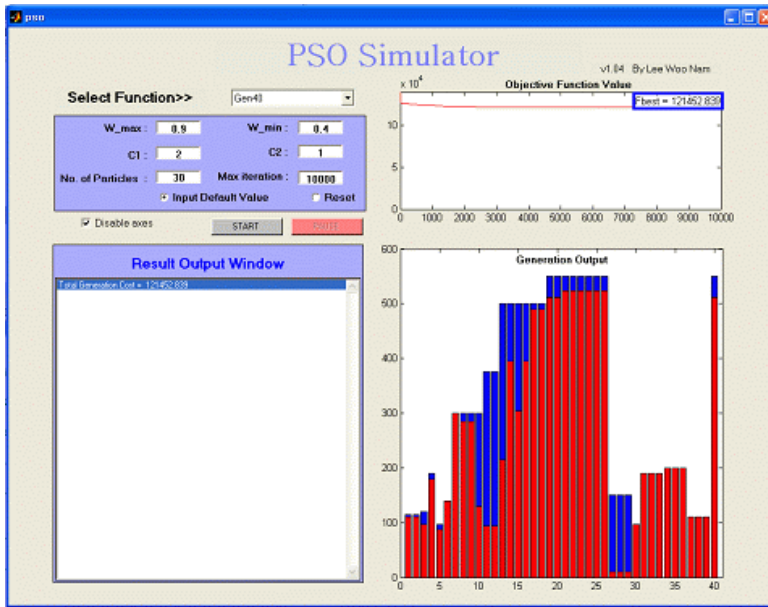 pso
PSO Simulator
v1.04 By Lee Woo Nam
Select Function>> Gen40
W_max : 0.9 W_min : 0.4
C1 : 2 C2 : 1
No. of Particles : 30 Max iteration : 10000
Input Default Value Reset
Disable axes START
Result Output Window
Total Generation Cost = 121452.839
x 10^4 Objective Function Value
Fbest = 121452.839
10
5
0
0 1000 2000 3000 4000 5000 6000 7000 8000 9000 10000
Generation Output
600
500
400
300
200
100
0
0 5 10 15 20 25 30 35 40